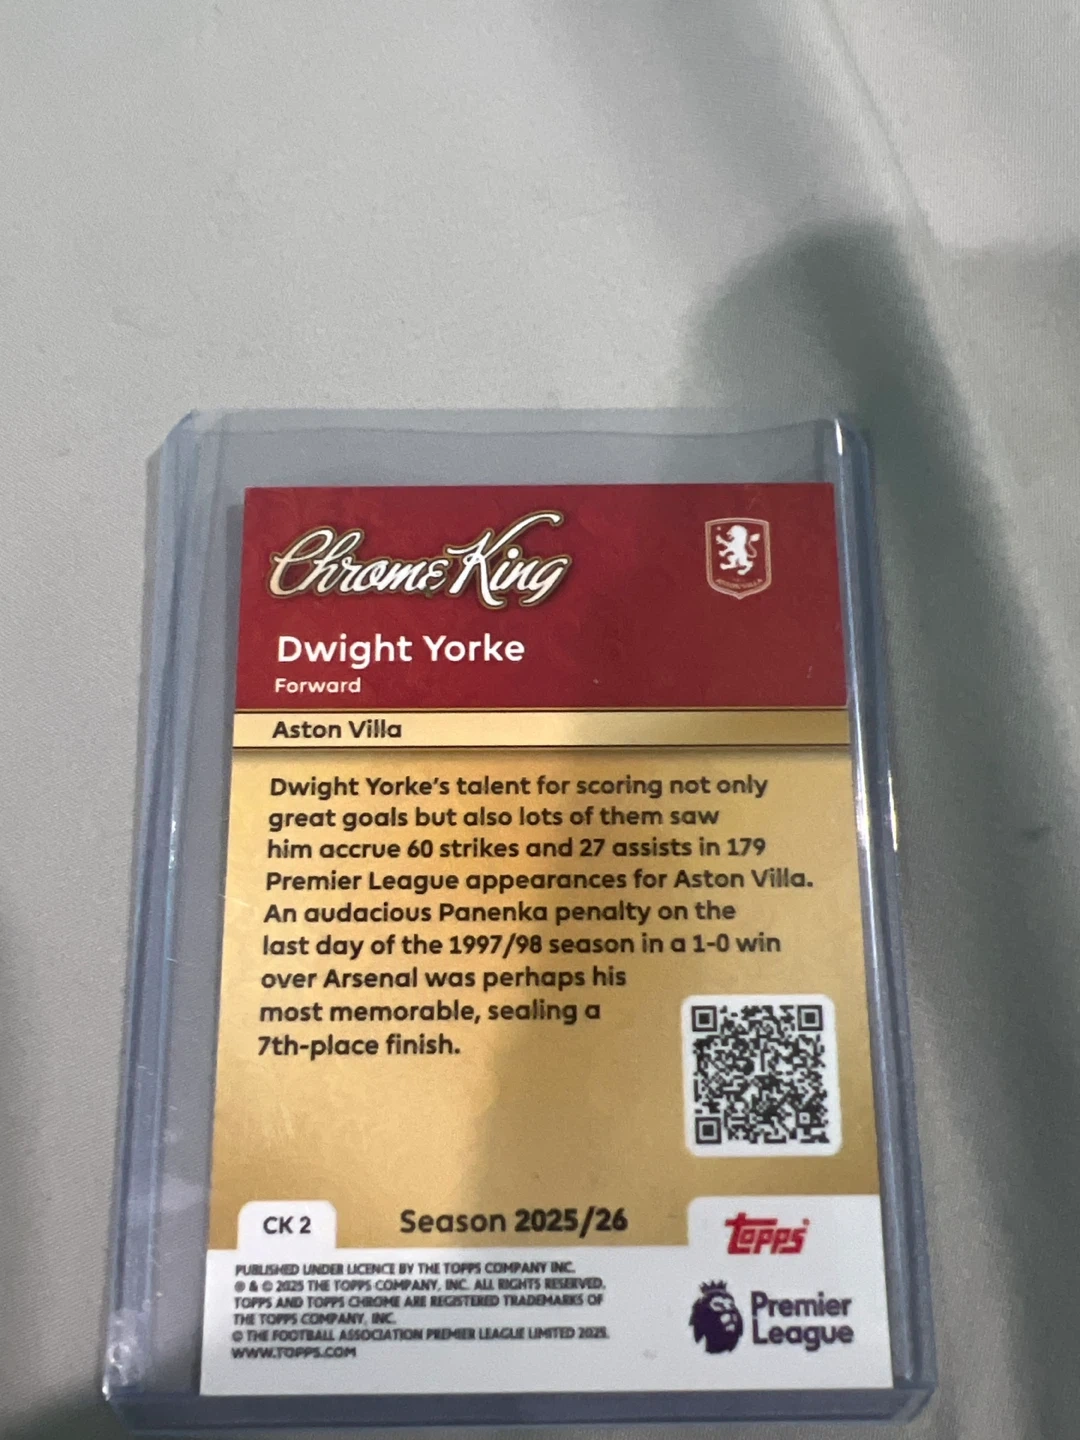 Chrome King
Dwight Yorke
Forward
Aston Villa
Dwight Yorke's talent for scoring not only
great goals but also lots of them saw
him accrue 60 strikes and 27 assists in 179
Premier League appearances for Aston Villa.
An audacious Panenka penalty on the
last day of the 1997/98 season in a 1-0 win
over Arsenal was perhaps his
most memorable, sealing a
7th-place finish.
CK 2
Season 2025/26
Topps
PUBLISHED UNDER LICENCE BY THE TOPPS COMPANY INC.
® & © 2025 THE TOPPS COMPANY, INC. ALL RIGHTS RESERVED.
TOPPS AND TOPPS CHROME ARE REGISTERED TRADEMARKS OF
THE TOPPS COMPANY, INC.
© THE FOOTBALL ASSOCIATION PREMIER LEAGUE LIMITED 2025.
WWW.TOPPS.COM
Premier
League